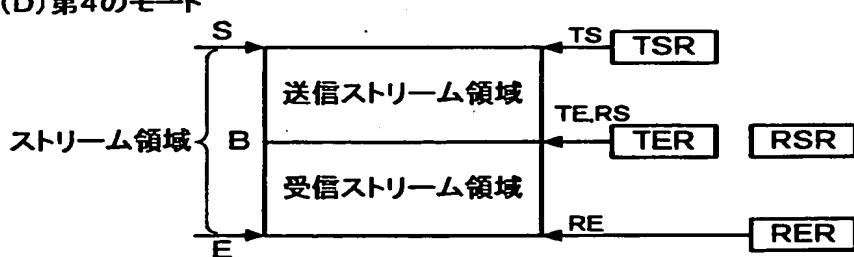 (D)第4のモード
S
TS
TSR
送信ストリーム領域
TE,RS
ストリーム領域
B
TER
RSR
受信ストリーム領域
RE
RER
E